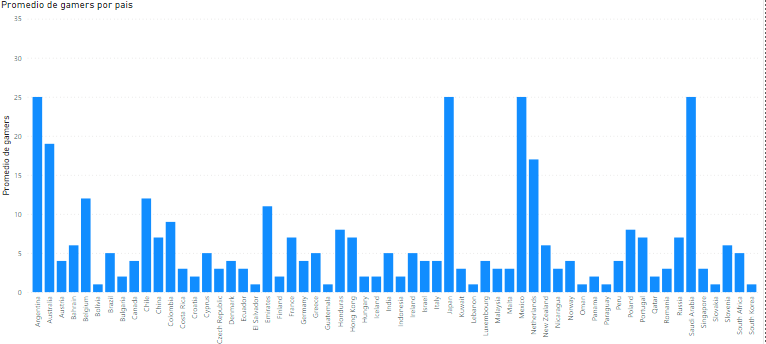 Promedio de gamers por país
Promedio de gamers
35
30
25
20
15
10
5
0
Argentina
Australia
Austria
Bahrain
Belgium
Bolivia
Brazil
Bulgaria
Canada
Chile
China
Colombia
Costa Rica
Croatia
Cyprus
Czech Republic
Denmark
Ecuador
El Salvador
Emirates
Finland
France
Germany
Greece
Guatemala
Honduras
Hong Kong
Hungary
Iceland
India
Indonesia
Ireland
Israel
Italy
Japan
Kuwait
Lebanon
Luxembourg
Malaysia
Malta
Mexico
Netherlands
New Zealand
Nicaragua
Norway
Oman
Panama
Paraguay
Peru
Poland
Portugal
Qatar
Romania
Russia
Saudi Arabia
Singapore
Slovakia
Slovenia
South Africa
South Korea